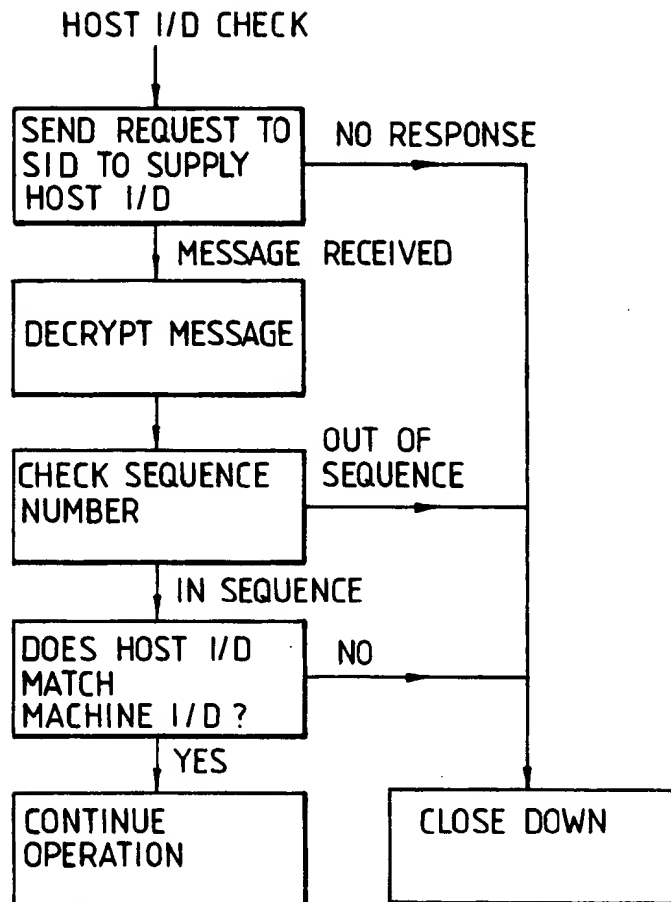 HOST I/D CHECK
SEND REQUEST TO
SID TO SUPPLY
HOST I/D
NO RESPONSE
MESSAGE RECEIVED
DECRYPT MESSAGE
CHECK SEQUENCE
NUMBER
OUT OF
SEQUENCE
IN SEQUENCE
DOES HOST I/D
MATCH
MACHINE I/D ?
NO
YES
CONTINUE
OPERATION
CLOSE DOWN